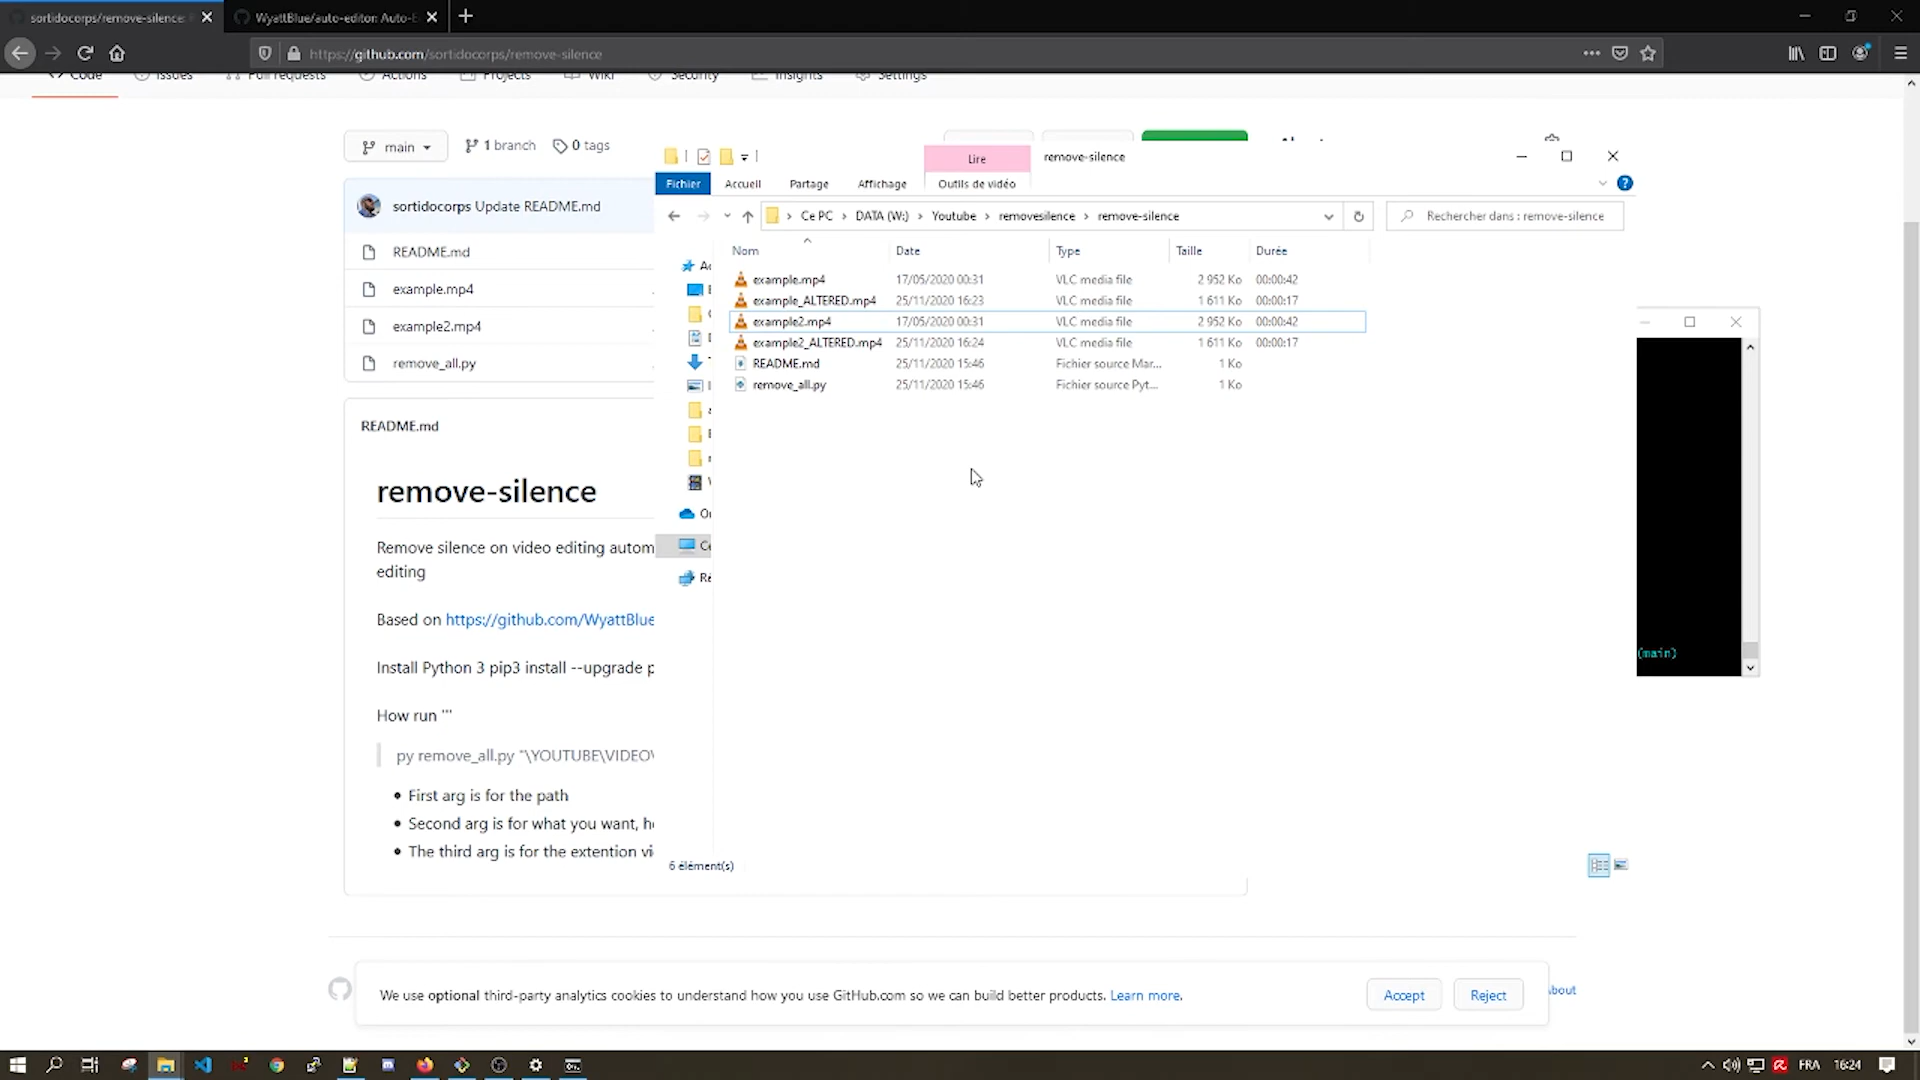 sortidocorps/remove-silence:
WyattBlue/auto-editor: Auto-E
https://github.com/sortidocorps/remove-silence
Code
Issues
Pull requests
Actions
Projects
Wiki
Security
Insights
Settings
main
1 branch
0 tags
sortidocorps Update README.md
README.md
example.mp4
example2.mp4
remove_all.py
README.md
remove-silence
Remove silence on video editing autom
editing
Based on https://github.com/WyattBlue
Install Python 3 pip3 install --upgrade p
How run '''
py remove_all.py "\YOUTUBE\VIDEO\
• First arg is for the path
• Second arg is for what you want, h
• The third arg is for the extention vi
Lire
remove-silence
Fichier
Accueil
Partage
Affichage
Outils de vidéo
Ce PC
DATA (W:)
Youtube
removesilence
remove-silence
Rechercher dans : remove-silence
Nom Date Type Taille Durée
example.mp4 17/05/2020 00:31 VLC media file 2 952 Ko 00:00:42
example_ALTERED.mp4 25/11/2020 16:23 VLC media file 1 611 Ko 00:00:17
example2.mp4 17/05/2020 00:31 VLC media file 2 952 Ko 00:00:42
example2_ALTERED.mp4 25/11/2020 16:24 VLC media file 1 611 Ko 00:00:17
README.md 25/11/2020 15:46 Fichier source Mar... 1 Ko
remove_all.py 25/11/2020 15:46 Fichier source Pyt... 1 Ko
6 élément(s)
(main)
We use optional third-party analytics cookies to understand how you use GitHub.com so we can build better products. Learn more.
Accept
Reject
About
FRA
16:24